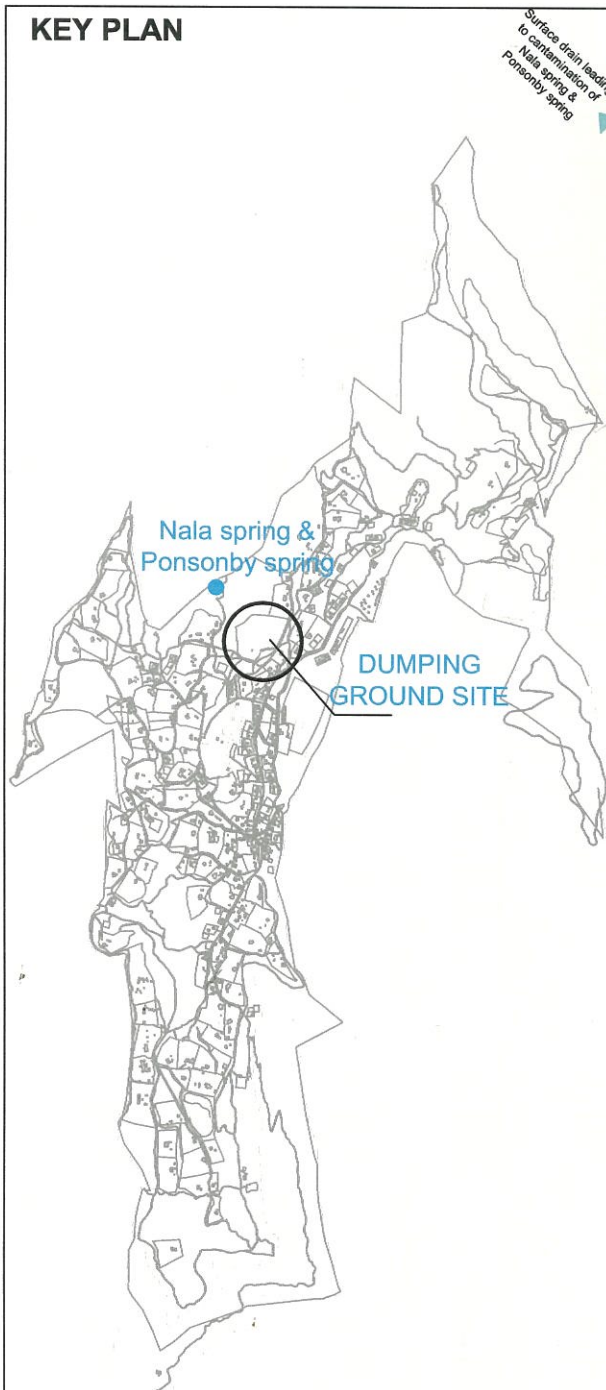 KEY PLAN
Surface drain leading
to cantamination of
Nala spring &
Ponsonby spring
Nala spring &
Ponsonby spring
DUMPING
GROUND SITE